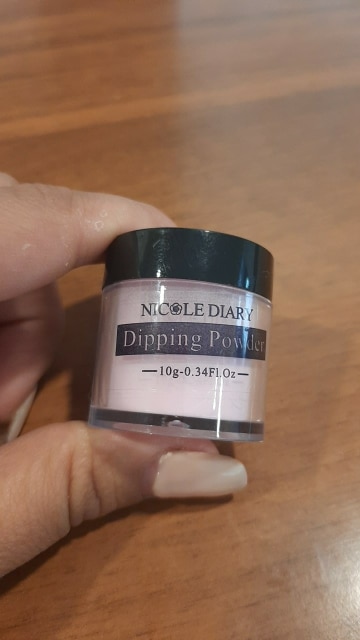 NICOLE DIARY
Dipping Powder
10g-0.34Fl.Oz